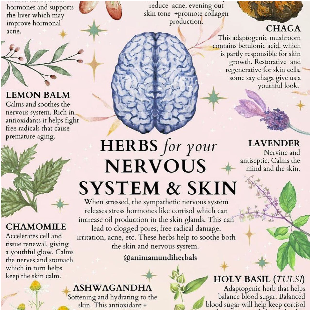 hormones and supports
the liver which may
improve hormonal
acne.
reduce acne, evening out
skin tone +promote collagen
production.
CHAGA
This adaptogenic mushroom
contains betulonic acid, which
is partly responsible for skin
growth. Restorative and
regenerative for skin cells,
some say chaga give us a
youthful look.
LEMON BALM
Calms and soothes the
nervous system. Rich in
antioxidants it helps fight
free radicals that cause
premature aging.
HERBS for your
NERVOUS
SYSTEM & SKIN
When stressed, the sympathetic nervous system
releases stress hormones like cortisol which can
increase oil production in the skin glands. This can
lead to clogged pores, free radical damage,
irritation, acne, etc. These herbs help to soothe both
the skin and nervous system.
@animamundiherbals
LAVENDER
Nervine and
antiseptic. Calms the
mind and the skin.
CHAMOMILE
Accelerates cell and
tissue renewal, giving
a youthful glow. Calms
the nerves and stomach
which in turn helps
keep the skin calm.
ASHWAGANDHA
Softening and hydrating to the
skin. This antioxidant +
HOLY BASIL (TULSI)
Adaptogenic herb that helps
balance blood sugar. Balanced
blood sugar will help keep cortisol